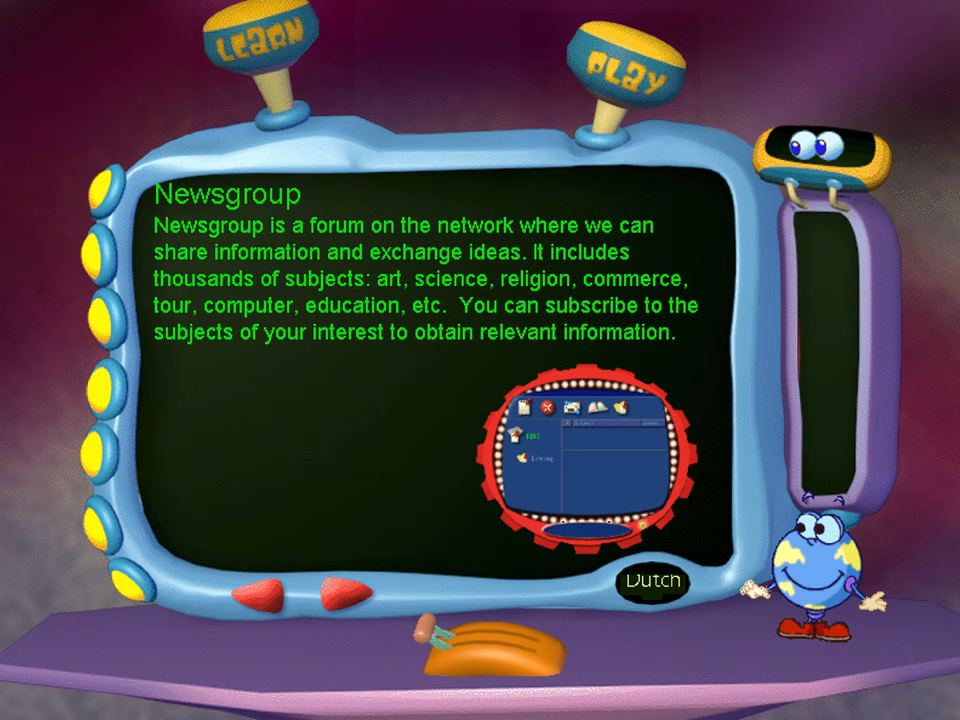 LEARN
PLAY
Newsgroup
Newsgroup is a forum on the network where we can
share information and exchange ideas. It includes
thousands of subjects: art, science, religion, commerce,
tour, computer, education, etc.  You can subscribe to the
subjects of your interest to obtain relevant information.
Dutch